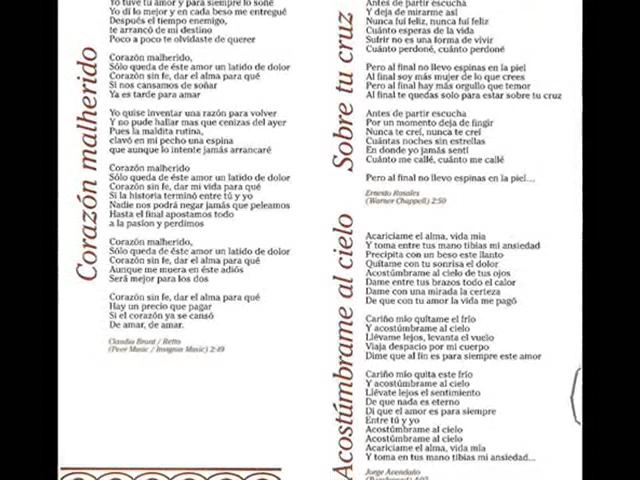 Corazón malherido
Yo tuve tu amor y para siempre lo soñé
Yo di lo mejor y en cada beso me entregué
Después el tiempo enemigo,
te arrancó de mi destino
Poco a poco te olvidaste de querer
Corazón malherido,
Sólo queda de éste amor un latido de dolor
Corazón sin fe, dar el alma para qué
Si nos cansamos de soñar
Ya es tarde para amar
Yo quise inventar una razón para volver
Y no pude hallar mas que cenizas del ayer
Pues la maldita rutina,
clavó en mi pecho una espina
que aunque lo intente jamás arrancaré
Corazón malherido
Sólo queda de éste amor un latido de dolor
Corazón sin fe, dar mi vida para qué
Si la historia terminó entre tú y yo
Nadie nos podrá negar jamás que peleamos
Hasta el final apostamos todo
a la pasion y perdimos
Corazón malherido,
Sólo queda de éste amor un latido de dolor
Corazón sin fe, dar el alma para qué
Aunque me muera en éste adiós
Será mejor para los dos
Corazón sin fe, dar el alma para qué
Hay un precio que pagar
Si el corazón ya se cansó
De amar, de amar.
Claudia Brant / Retto
(Peer Music / Insignia Music) 2:49
Sobre tu cruz
Antes de partir escucha
Y deja de mirarme así
Nunca fuí feliz, nunca fuí feliz
Cuánto esperas de la vida
Sufrir no es una forma de vivir
Cuánto perdoné, cuánto perdoné
Pero al final no llevo espinas en la piel
Al final soy más mujer de lo que crees
Pero al final hay más orgullo que temor
Al final te quedas solo para estar sobre tu cruz
Antes de partir escucha
Por un momento deja de fingir
Nunca te creí, nunca te creí
Cuántas noches sin estrellas
En donde yo jamás sentí
Cuánto me callé, cuánto me callé
Pero al final no llevo espinas en la piel...
Ernesto Rosales
(Warner Chappell) 2:50
Acostúmbrame al cielo
Acaríciame el alma, vida mia
Y toma entre tus mano tibias mi ansiedad
Precipita con un beso este llanto
Quítame con tu sonrisa el dolor
Acostúmbrame al cielo de tus ojos
Dame entre tus brazos todo el calor
Dame con una mirada la certeza
De que con tu amor la vida me pagó
Cariño mio quítame el frio
Y acostúmbrame al cielo
Llévame lejos, levanta el vuelo
Viaja despacio por mi cuerpo
Dime que al fin es para siempre este amor
Cariño mio quita este frio
Y acostúmbrame al cielo
Llévate lejos el sentimiento
De que nada es eterno
Di que el amor es para siempre
Entre tú y yo
Acostúmbrame al cielo
Acostúmbrame al cielo
Acaríciame el alma, vida mia
Y toma en tus mano tibias mi ansiedad...
Jorge Avendaño